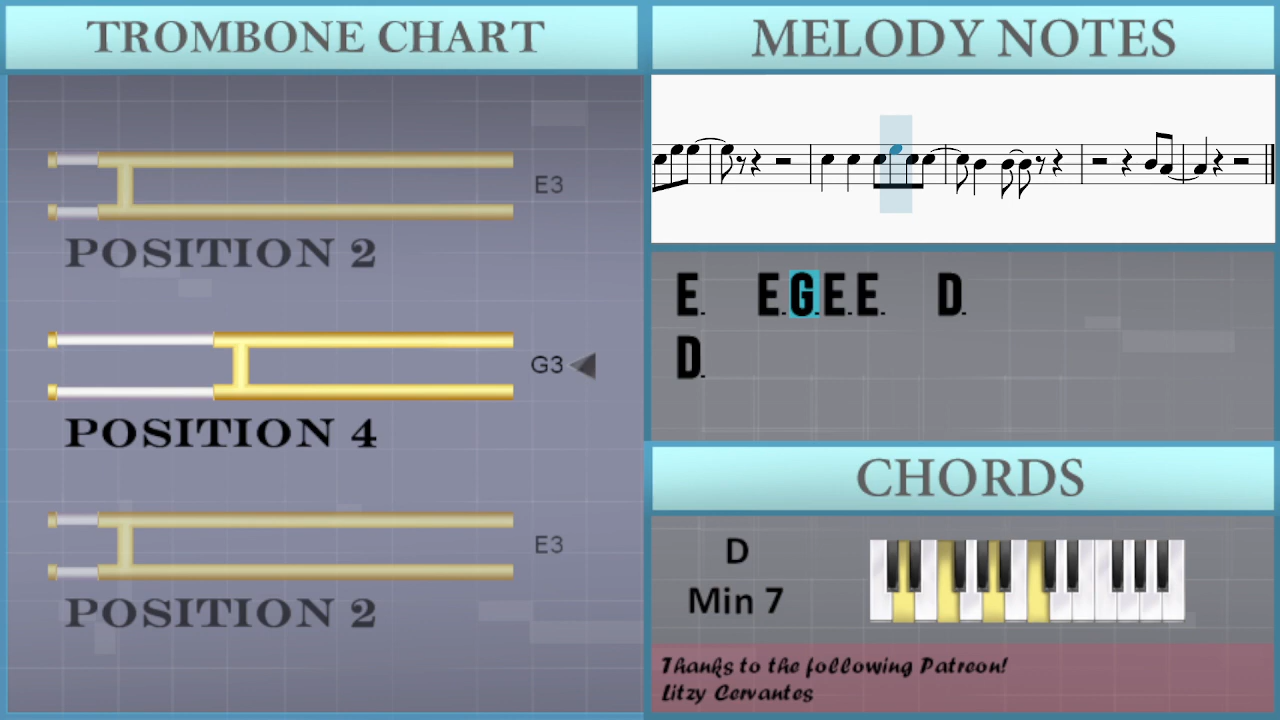 TROMBONE CHART
E3
POSITION 2
G3
POSITION 4
E3
POSITION 2
MELODY NOTES
E. E.G.E.E. D.
D.
CHORDS
D
Min 7
Thanks to the following Patreon!
Litzy Cervantes